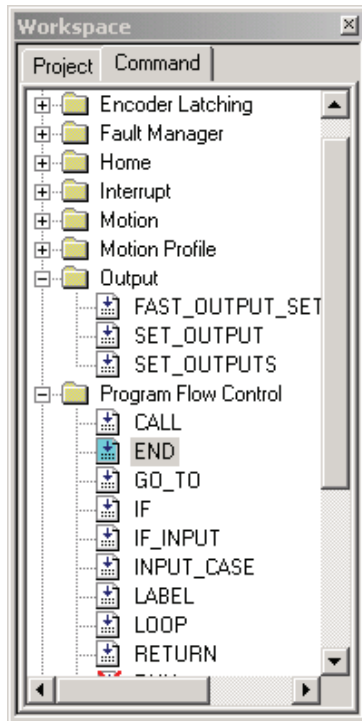 Workspace
Project Command
Encoder Latching
Fault Manager
Home
Interrupt
Motion
Motion Profile
Output
FAST_OUTPUT_SET
SET_OUTPUT
SET_OUTPUTS
Program Flow Control
CALL
END
GO_TO
IF
IF_INPUT
INPUT_CASE
LABEL
LOOP
RETURN